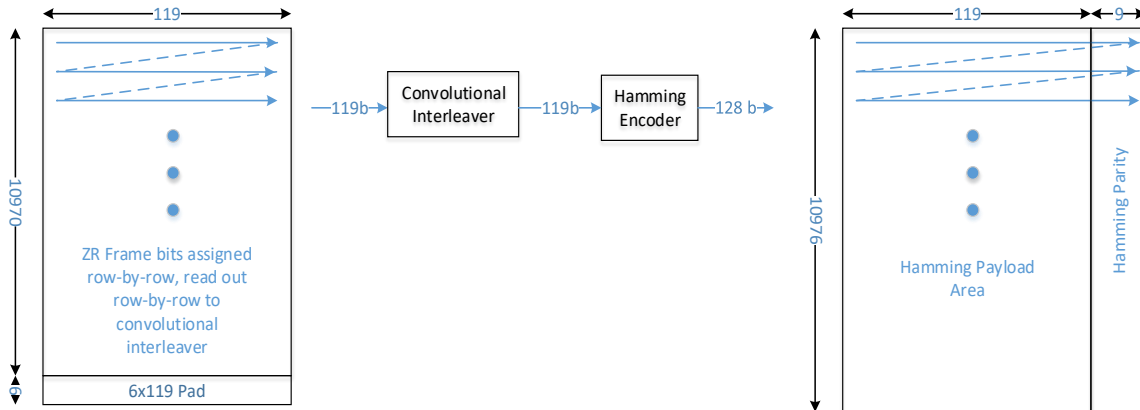 119
10970
ZR Frame bits assigned
row-by-row, read out
row-by-row to
convolutional
interleaver
6
6x119 Pad
119b
Convolutional
Interleaver
119b
Hamming
Encoder
128 b
119
9
10976
Hamming Payload
Area
Hamming Parity